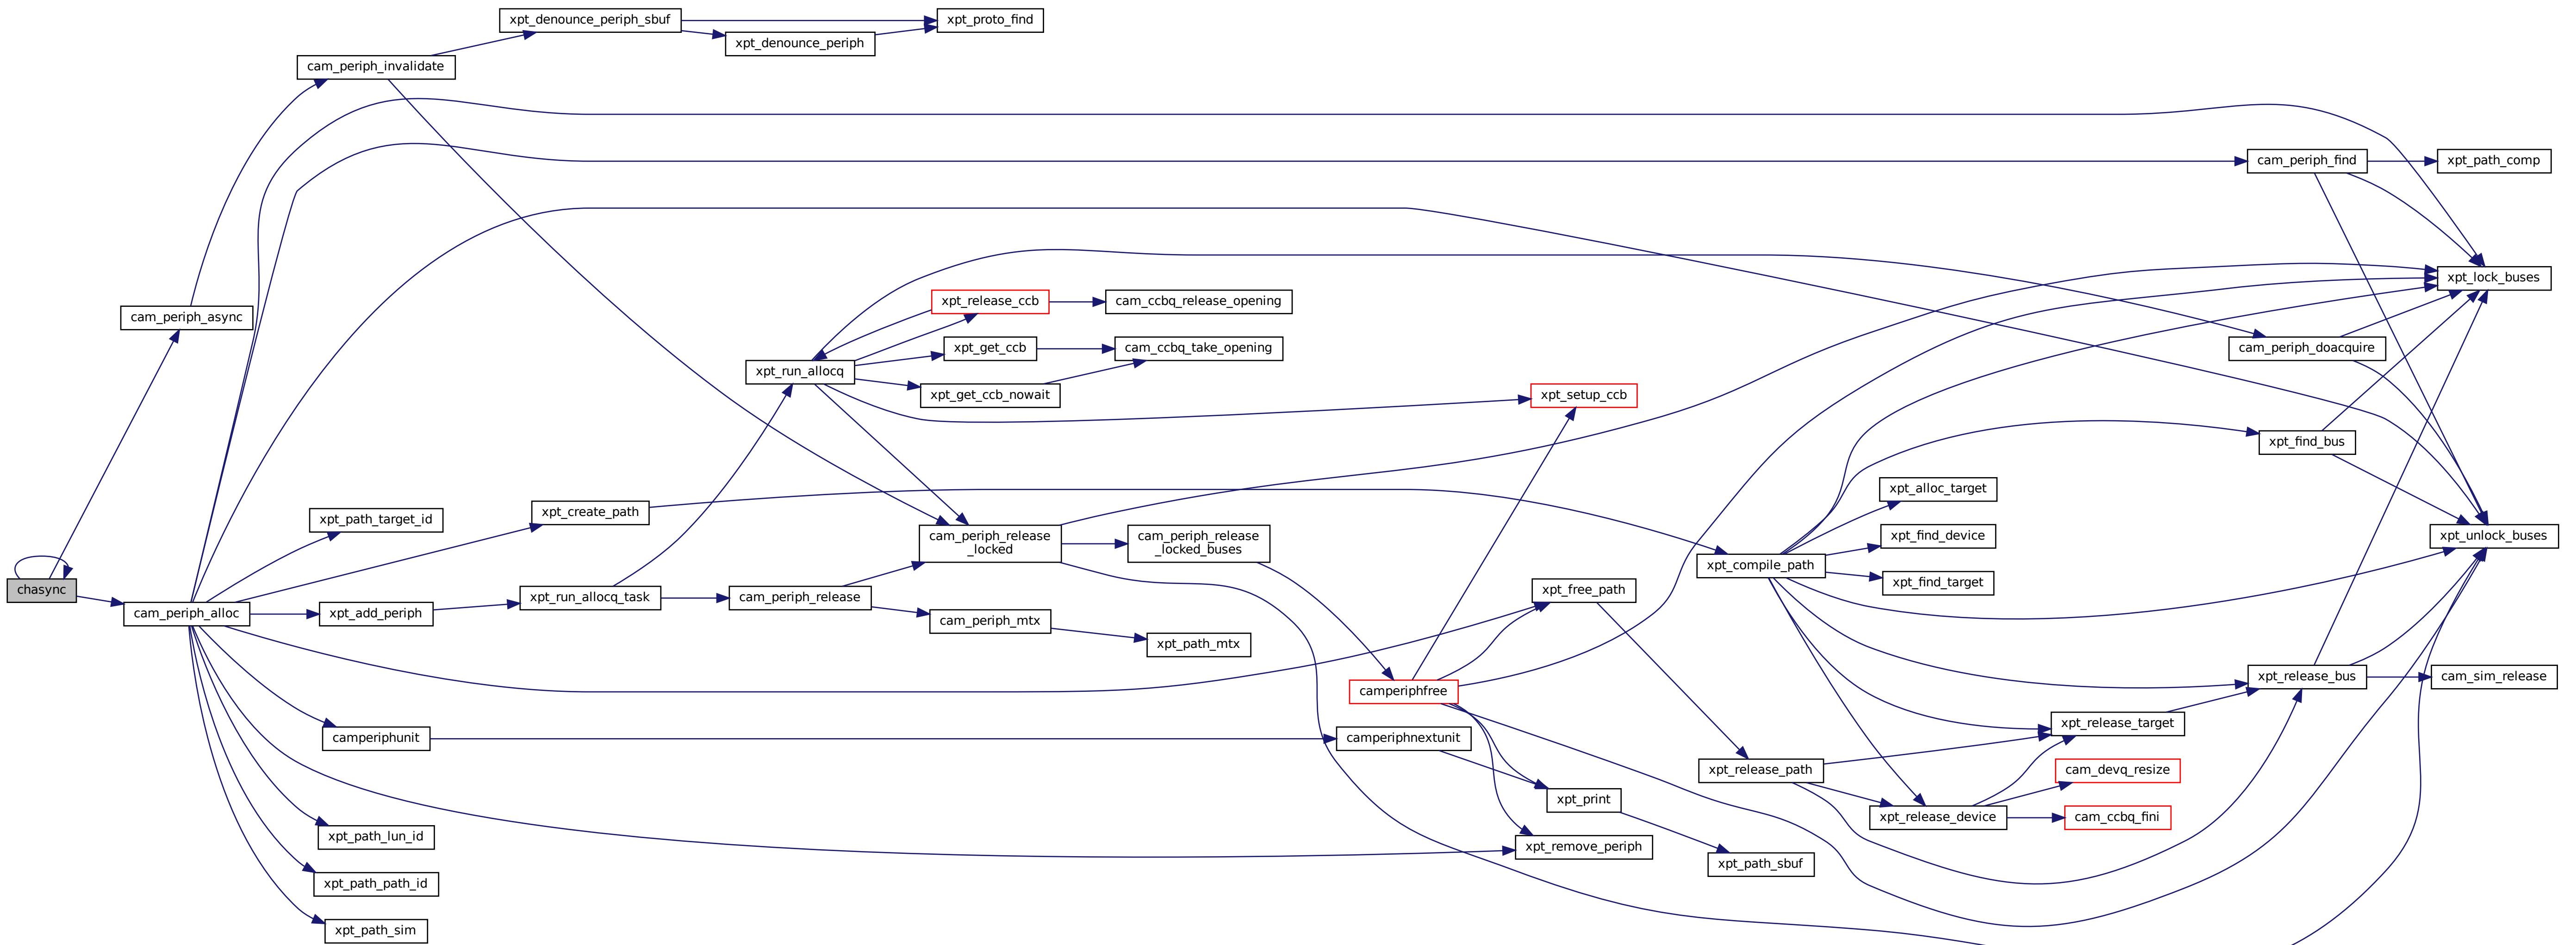 xpt_denounce_periph_sbuf
xpt_proto_find
xpt_denounce_periph
cam_periph_invalidate
cam_periph_find
xpt_path_comp
xpt_lock_buses
xpt_release_ccb
cam_ccbq_release_opening
cam_periph_async
xpt_get_ccb
cam_ccbq_take_opening
cam_periph_doacquire
xpt_run_allocq
xpt_get_ccb_nowait
xpt_setup_ccb
xpt_find_bus
xpt_alloc_target
xpt_create_path
xpt_path_target_id
xpt_find_device
xpt_unlock_buses
cam_periph_release
_locked
cam_periph_release
_locked_buses
xpt_compile_path
xpt_find_target
chasync
xpt_free_path
xpt_run_allocq_task
cam_periph_release
cam_periph_alloc
xpt_add_periph
cam_periph_mtx
xpt_path_mtx
xpt_release_bus
cam_sim_release
camperiphfree
xpt_release_target
camperiphunit
camperiphnextunit
xpt_release_path
cam_devq_resize
xpt_print
xpt_release_device
cam_ccbq_fini
xpt_path_lun_id
xpt_remove_periph
xpt_path_sbuf
xpt_path_path_id
xpt_path_sim